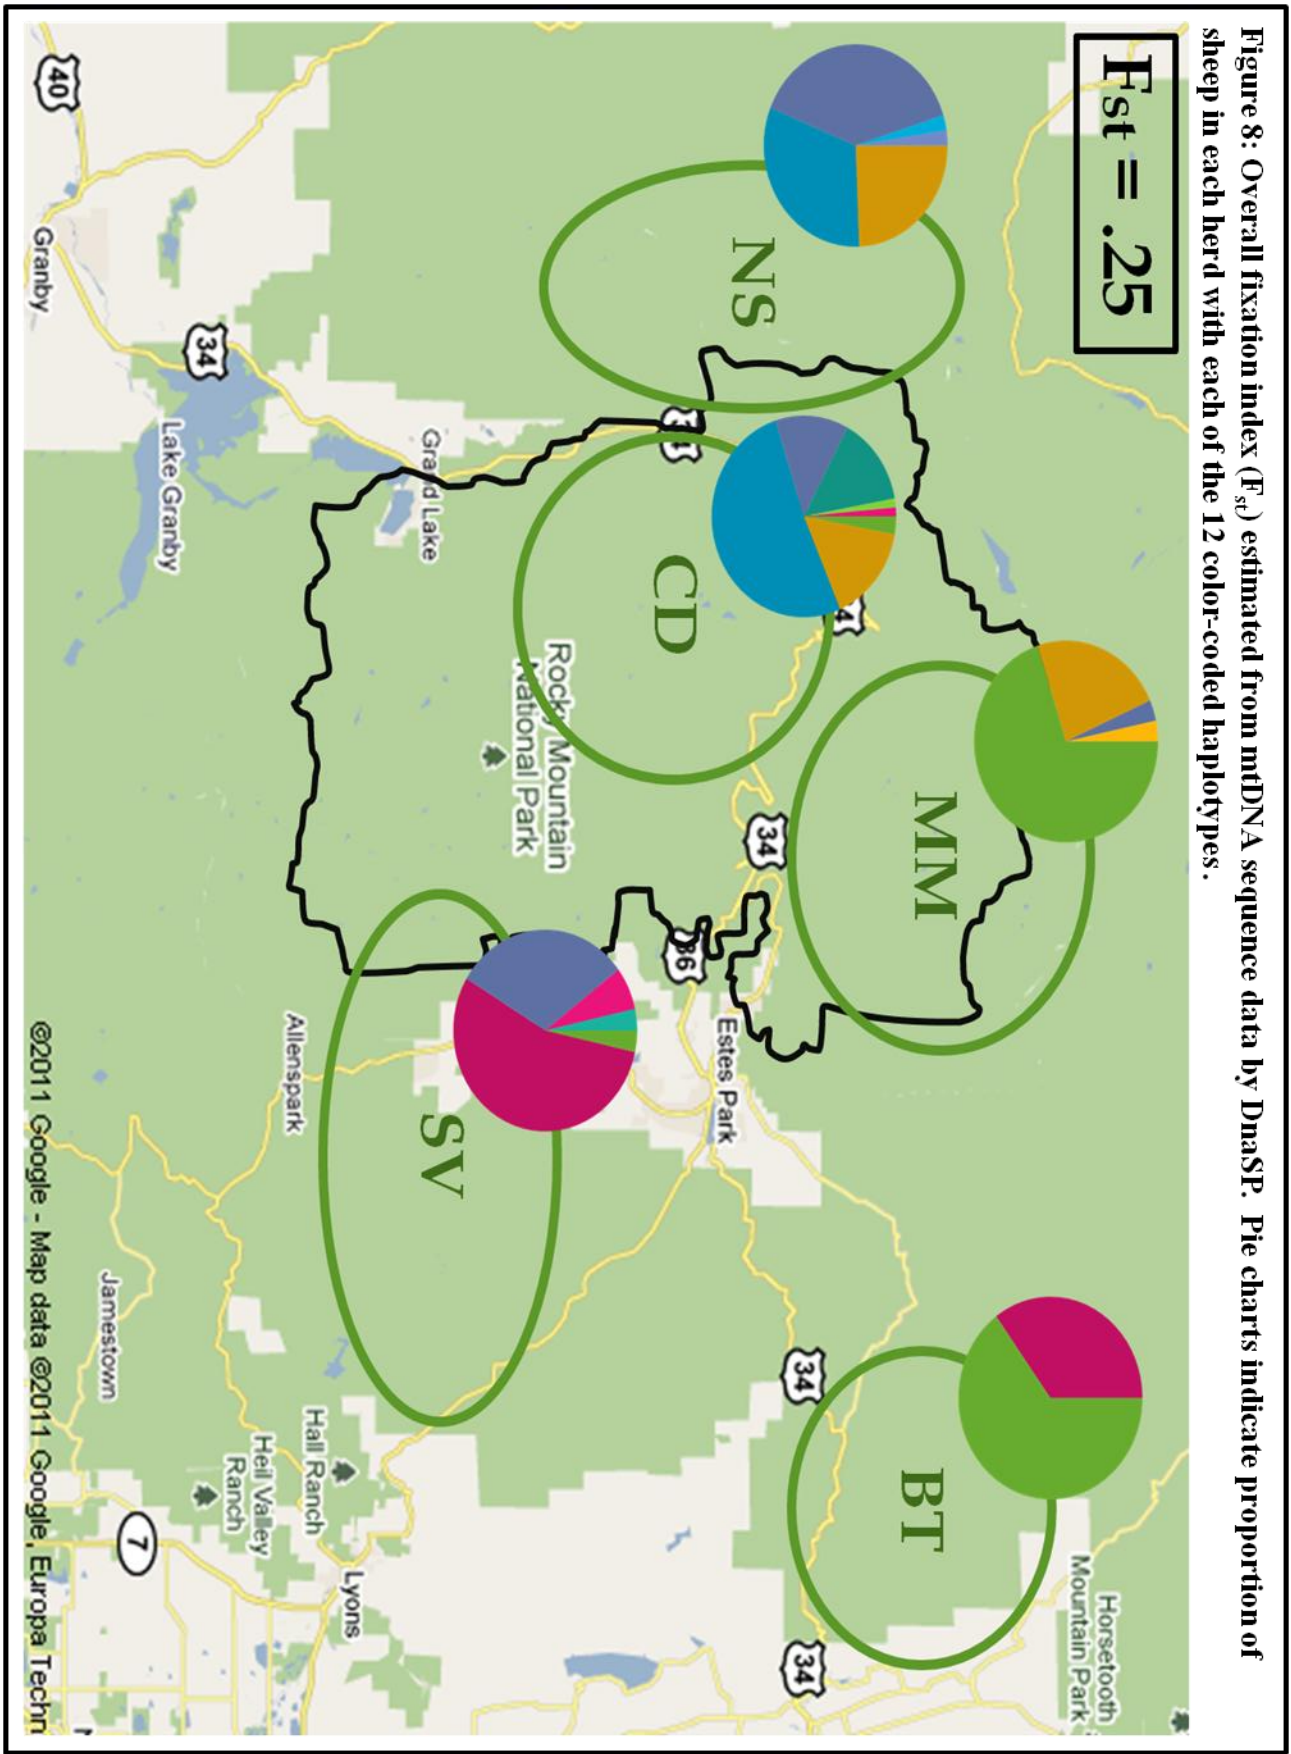 Figure 8: Overall fixation index (Fst) estimated from mtDNA sequence data by DnaSP. Pie charts indicate proportion of
sheep in each herd with each of the 12 color-coded haplotypes.
Fst = .25
NS
CD
MM
SV
BT
40
Granby
34
Lake Granby
Grand Lake
34
Rocky Mountain
National Park
34
36
Estes Park
Allenspark
Jamestown
34
34
Horsetooth
Mountain Park
Hall Ranch
Heil Valley
Ranch
Lyons
7
©2011 Google - Map data ©2011 Google, Europa Techn